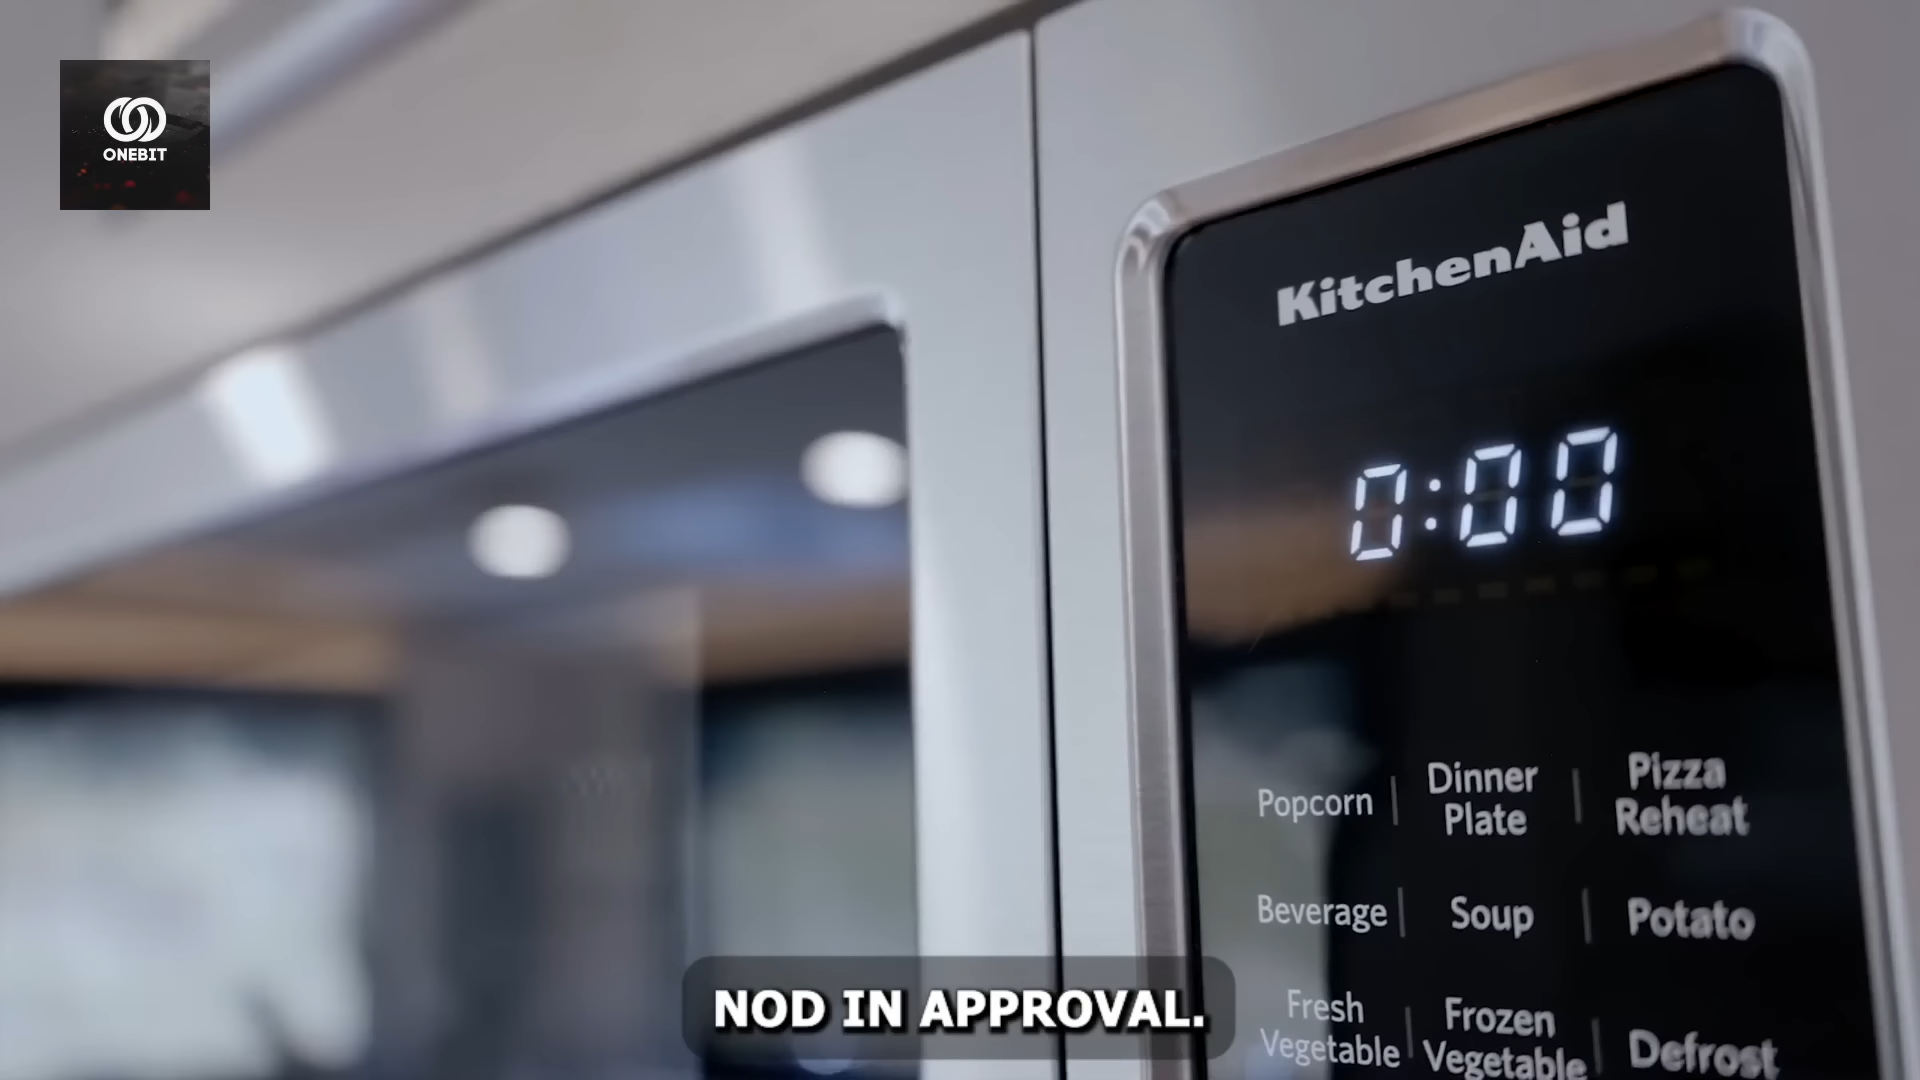 ONEBIT
KitchenAid
0:00
Popcorn
Dinner
Plate
Pizza
Reheat
Beverage
Soup
Potato
Fresh
Vegetable
Frozen
Vegetable
Defrost
NOD IN APPROVAL.